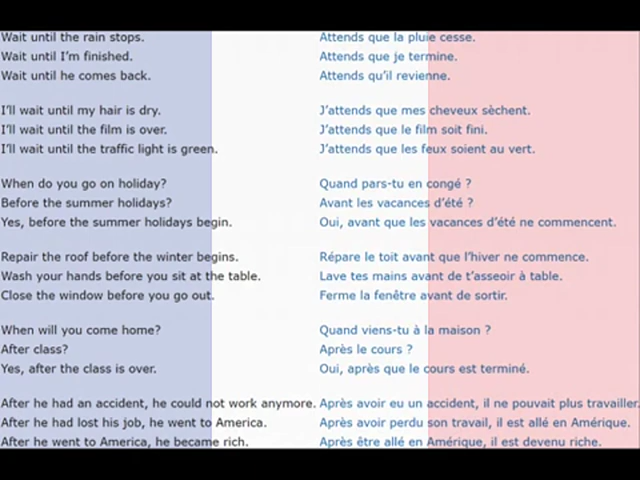 Wait until the rain stops. Attends que la pluie cesse.
Wait until I’m finished. Attends que je termine.
Wait until he comes back. Attends qu’il revienne.
I’ll wait until my hair is dry. J’attends que mes cheveux sèchent.
I’ll wait until the film is over. J’attends que le film soit fini.
I’ll wait until the traffic light is green. J’attends que les feux soient au vert.
When do you go on holiday? Quand pars-tu en congé ?
Before the summer holidays? Avant les vacances d’été ?
Yes, before the summer holidays begin. Oui, avant que les vacances d’été ne commencent.
Repair the roof before the winter begins. Répare le toit avant que l’hiver ne commence.
Wash your hands before you sit at the table. Lave tes mains avant de t’asseoir à table.
Close the window before you go out. Ferme la fenêtre avant de sortir.
When will you come home? Quand viens-tu à la maison ?
After class? Après le cours ?
Yes, after the class is over. Oui, après que le cours est terminé.
After he had an accident, he could not work anymore. Après avoir eu un accident, il ne pouvait plus travailler.
After he had lost his job, he went to America. Après avoir perdu son travail, il est allé en Amérique.
After he went to America, he became rich. Après être allé en Amérique, il est devenu riche.